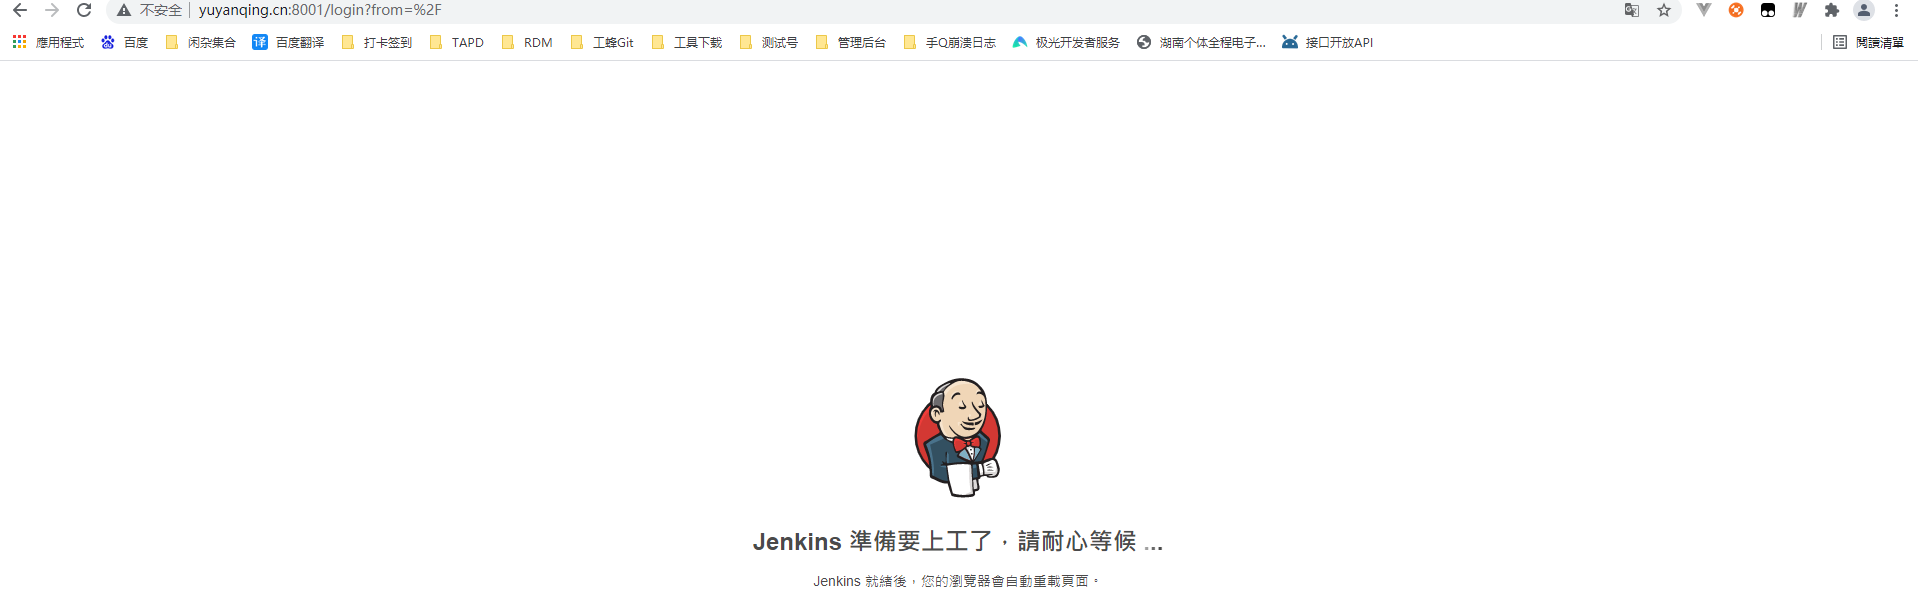 不安全 yuyanqing.cn:8001/login?from=%2F
應用程式 百度 闲杂集合 译 百度翻译 打卡签到 TAPD RDM 工蜂Git 工具下載 测试号 管理后台 手Q崩溃日志 极光开发者服务 湖南个体全程电子... 接口开放API 閱讀清單
Jenkins 準備要上工了，請耐心等候 ...
Jenkins 就緒後，您的瀏覽器會自動重載頁面。